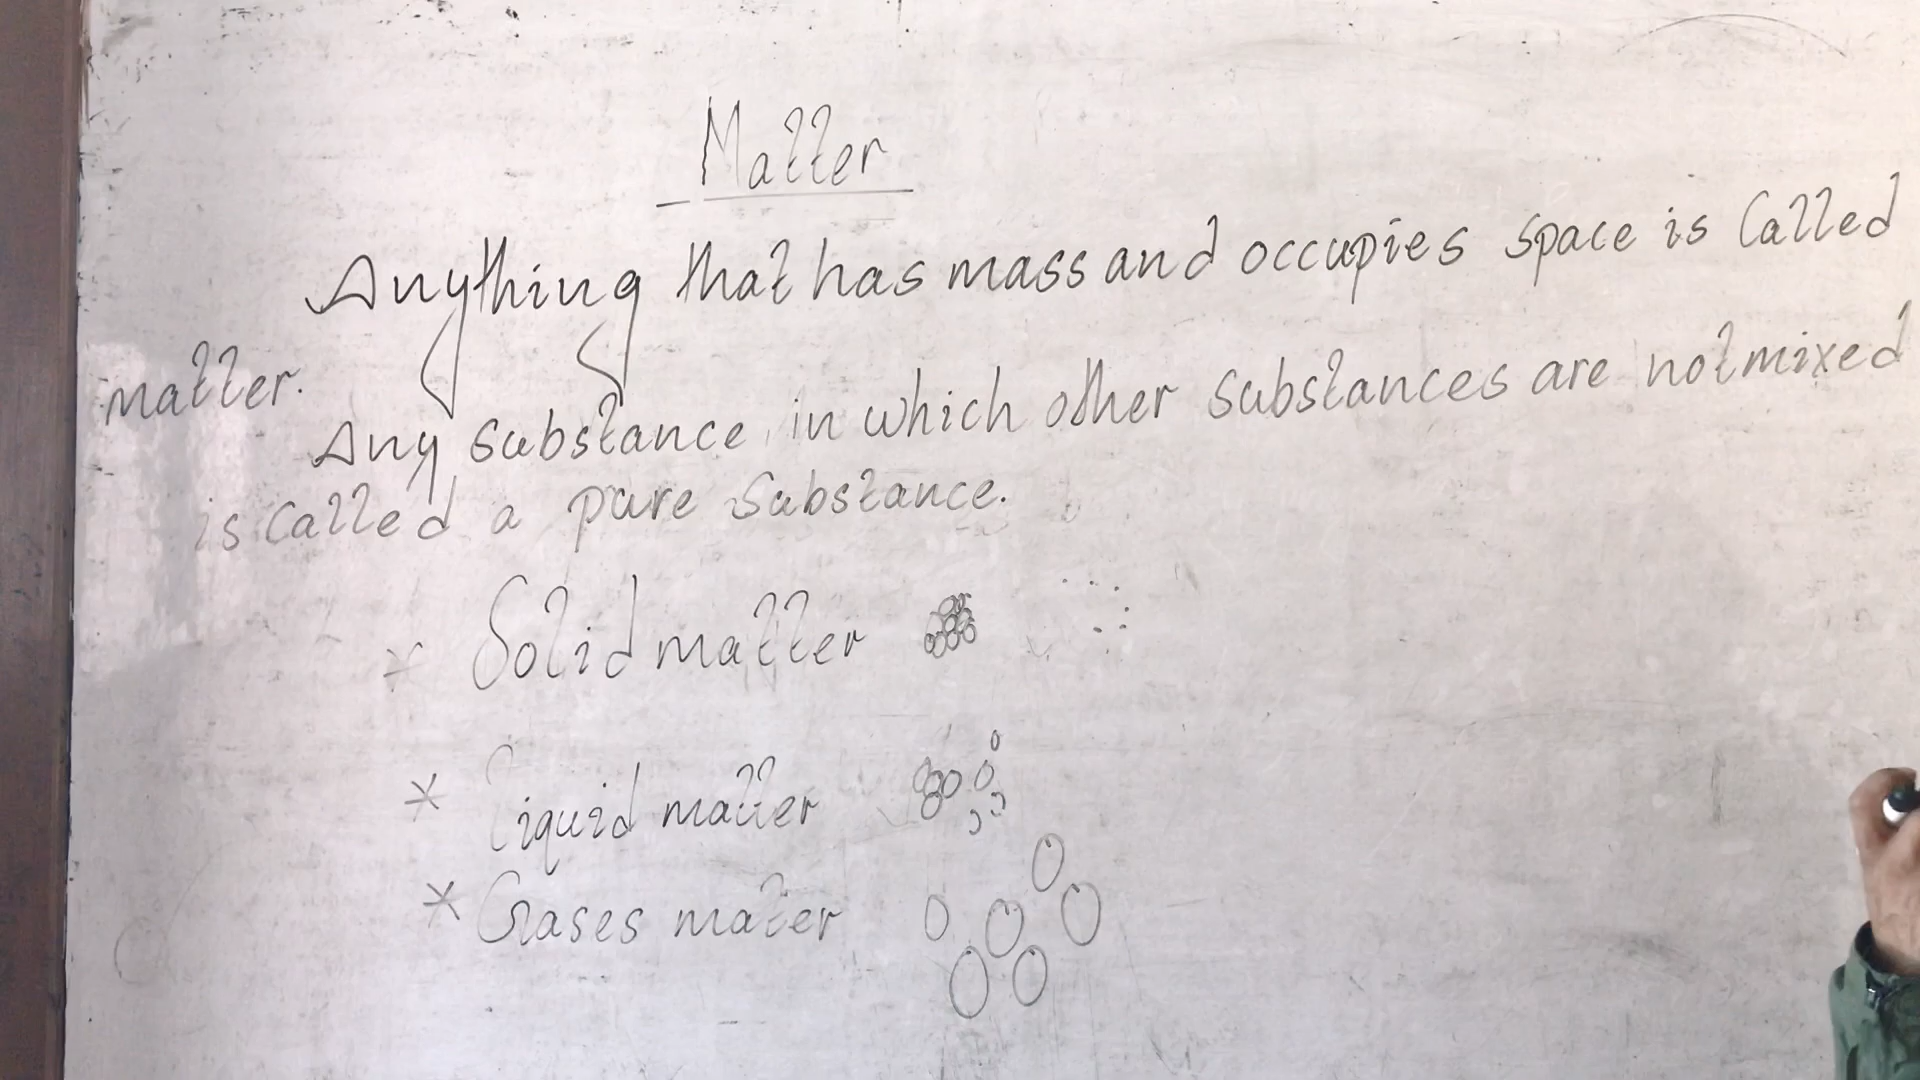 Matter
Anything that has mass and occupies space is called
matter.
Any substance in which other substances are not mixed
is called a pure substance.
* Solid matter
* Liquid matter
* Gases mater